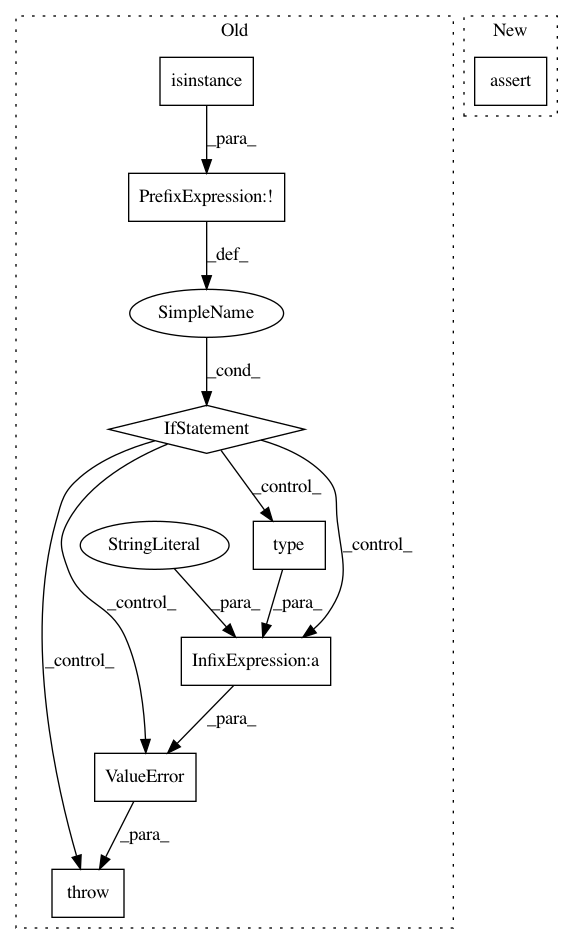 Old
New
isinstance
assert
_para_
PrefixExpression:!
_def_
SimpleName
_cond_
IfStatement
_control_
StringLiteral
type
_control_
_control_
_para_
_para_
_control_
InfixExpression:a
_para_
ValueError
_para_
throw